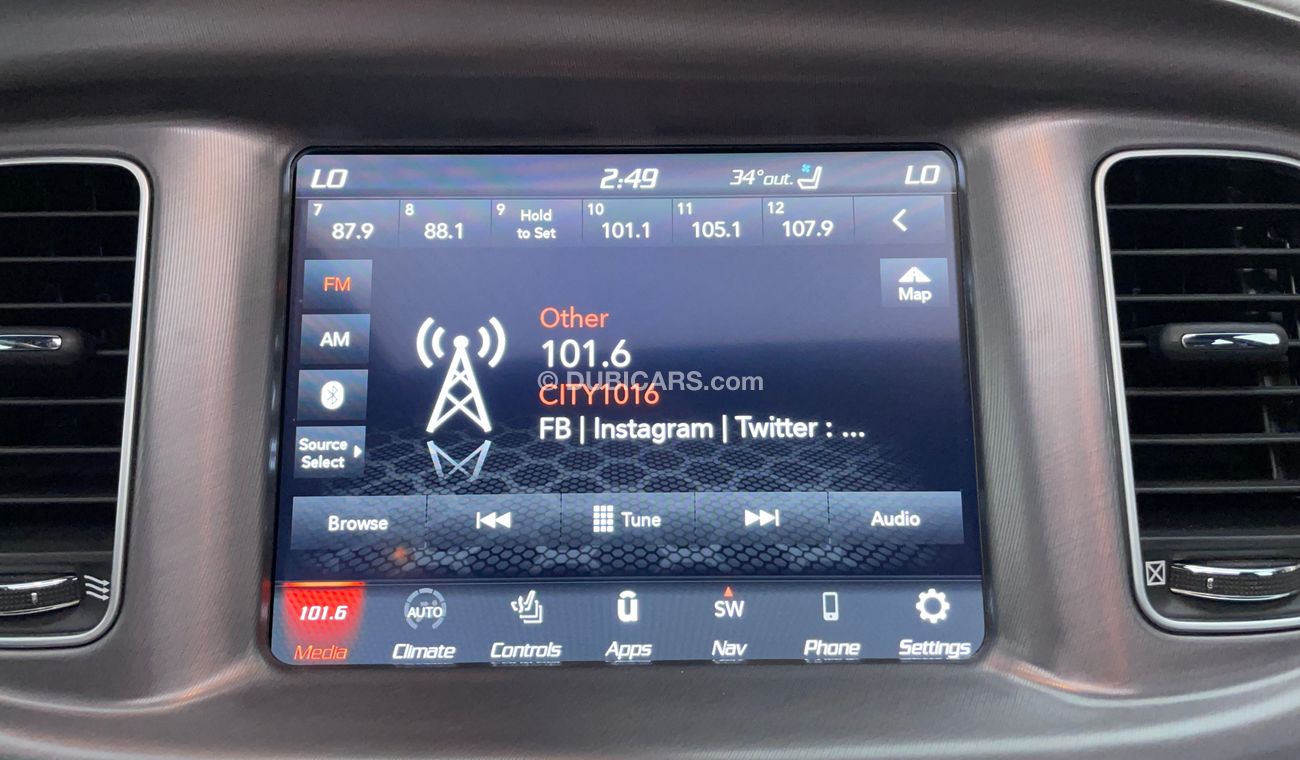 LO 2:49 34°out. LO
7 8 9 Hold 10 11 12
87.9 88.1 to Set 101.1 105.1 107.9
FM
Map
AM
Other
101.6
© DUBICARS.com
CITY1016
FB | Instagram | Twitter : ...
Source
Select
Browse Tune Audio
101.6 AUTO SW
Media Climate Controls Apps Nav Phone Settings